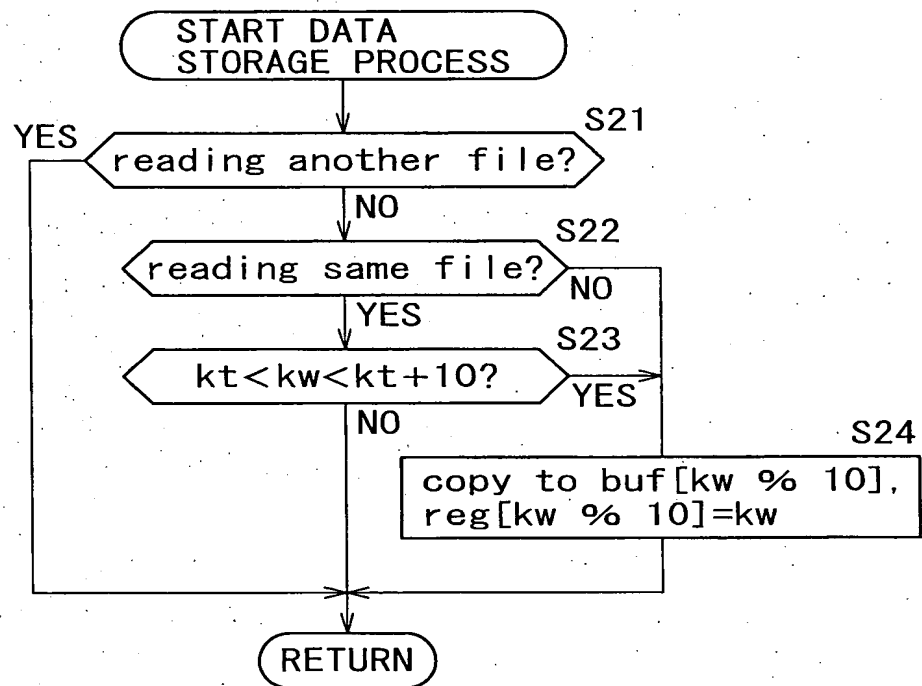 START DATA
STORAGE PROCESS
S21
YES
reading another file?
NO
S22
reading same file?
NO
YES
S23
kt<kw<kt+10?
YES
NO
S24
copy to buf[kw % 10],
reg[kw % 10]=kw
RETURN